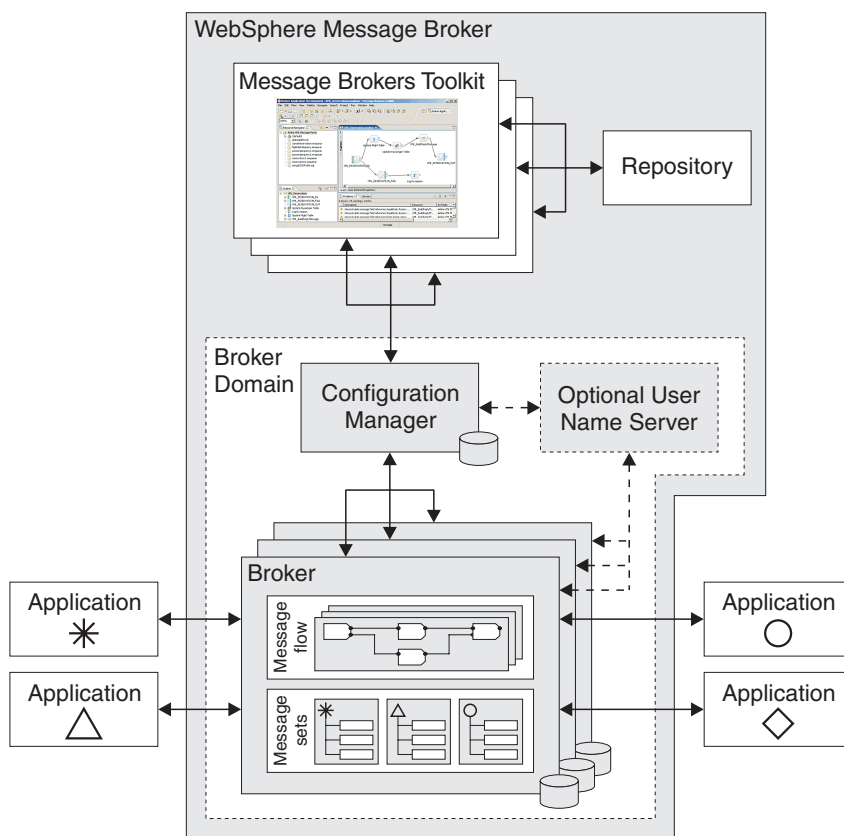 WebSphere Message Broker
Message Brokers Toolkit
Repository
Broker
Domain
Configuration
Manager
Optional User
Name Server
Broker
Application
Message
flow
Application
Application
Message
sets
Application